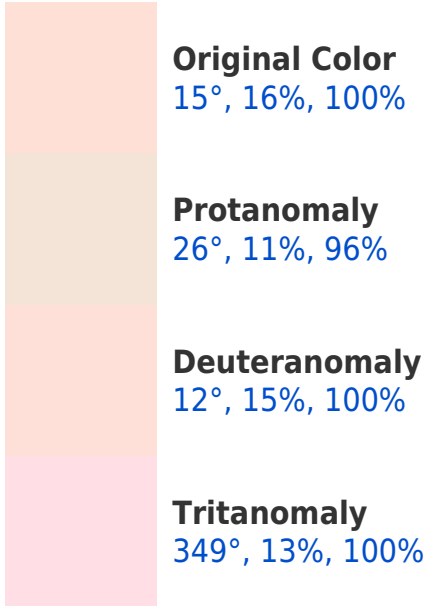 Original Color
15°, 16%, 100%
Protanomaly
26°, 11%, 96%
Deuteranomaly
12°, 15%, 100%
Tritanomaly
349°, 13%, 100%